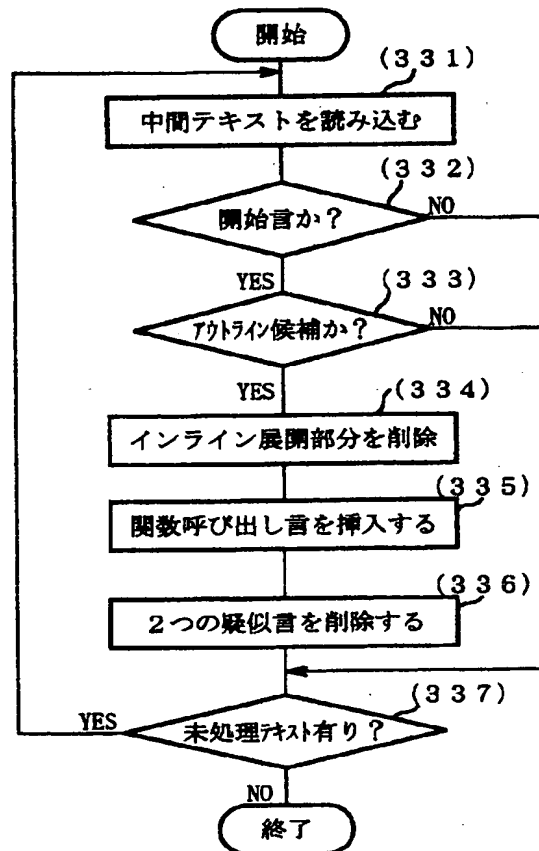 開始
(331)
中間テキストを読み込む
(332)
開始言か?
NO
YES
(333)
アウトライン候補か?
NO
YES
(334)
インライン展開部分を削除
(335)
関数呼び出し言を挿入する
(336)
2つの疑似言を削除する
(337)
未処理テキスト有り?
YES
NO
終了